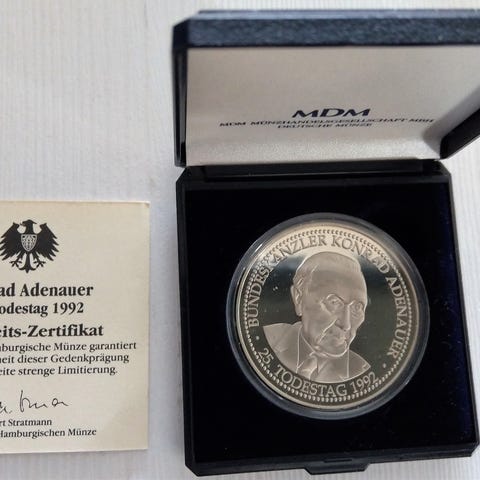 MDM
MDM MÜNZHANDELSGESELLSCHAFT MBH
DEUTSCHE MÜNZE
BUNDESKANZLER KONRAD ADENAUER
· 25. TODESTAG 1992 ·
ad Adenauer
odestag 1992
eits-Zertifikat
mburgische Münze garantiert
heit dieser Gedenkprägung
eite strenge Limitierung.
rt Stratmann
Hamburgischen Münze